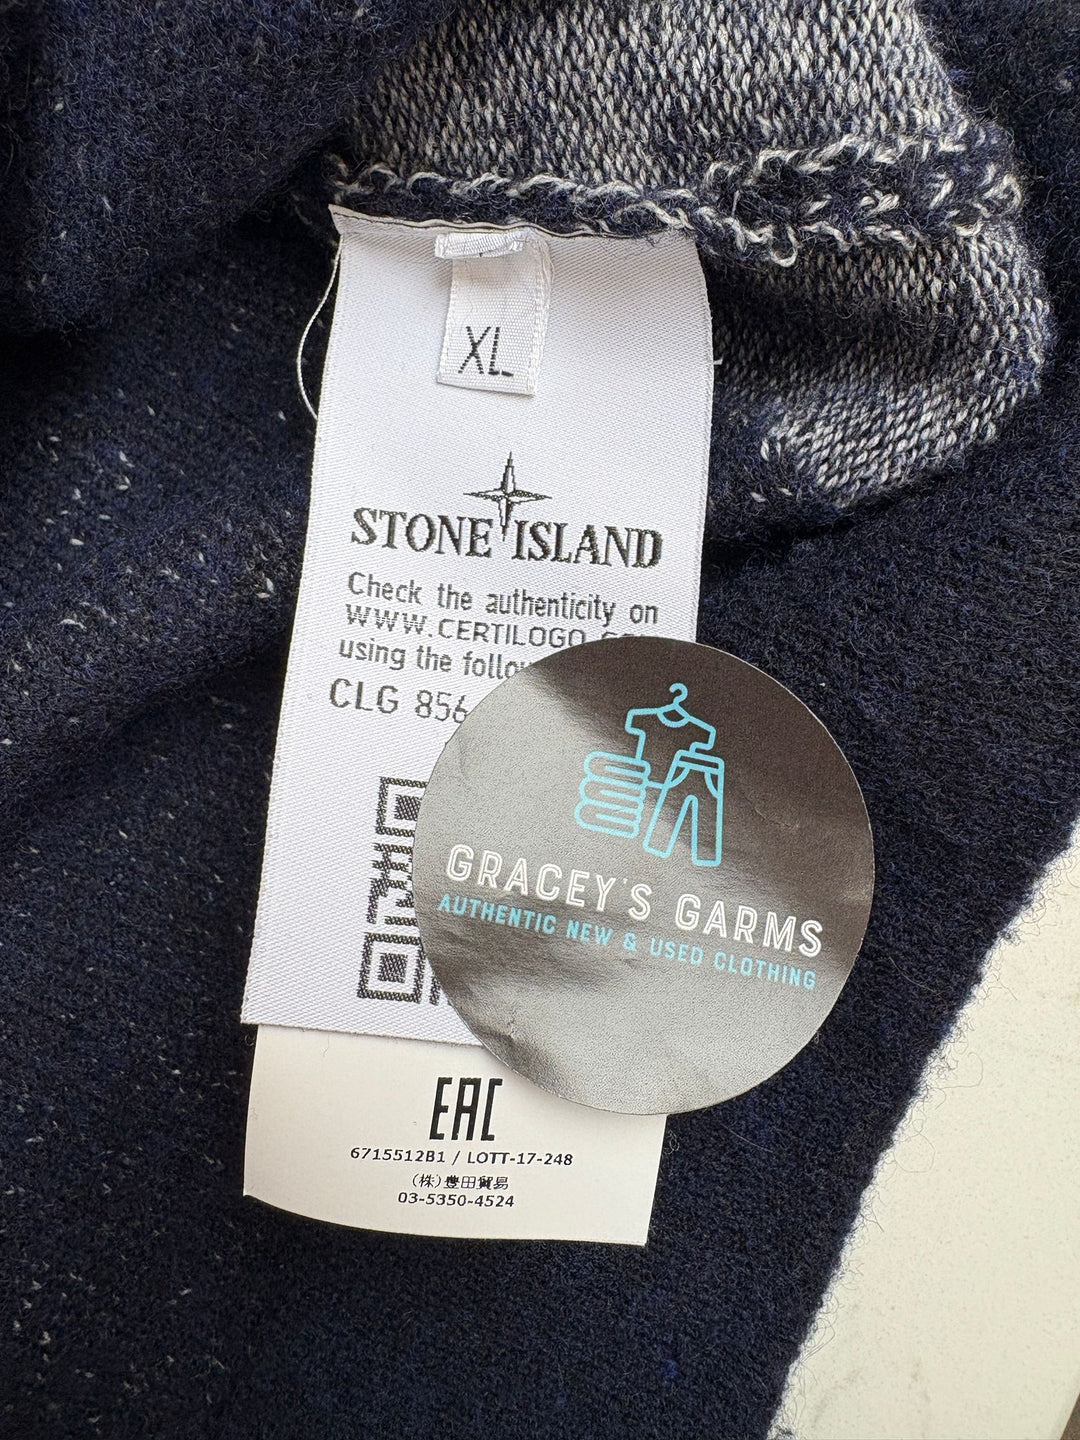 XL
STONE ISLAND
Check the authenticity on
WWW.CERTILOGO
using the
CLG 856
GRACEY'S GARMS
AUTHENTIC NEW & USED CLOTHING
EAC
6715512B1 / LOTT-17-248
(株)豊田貿易
03-5350-4524